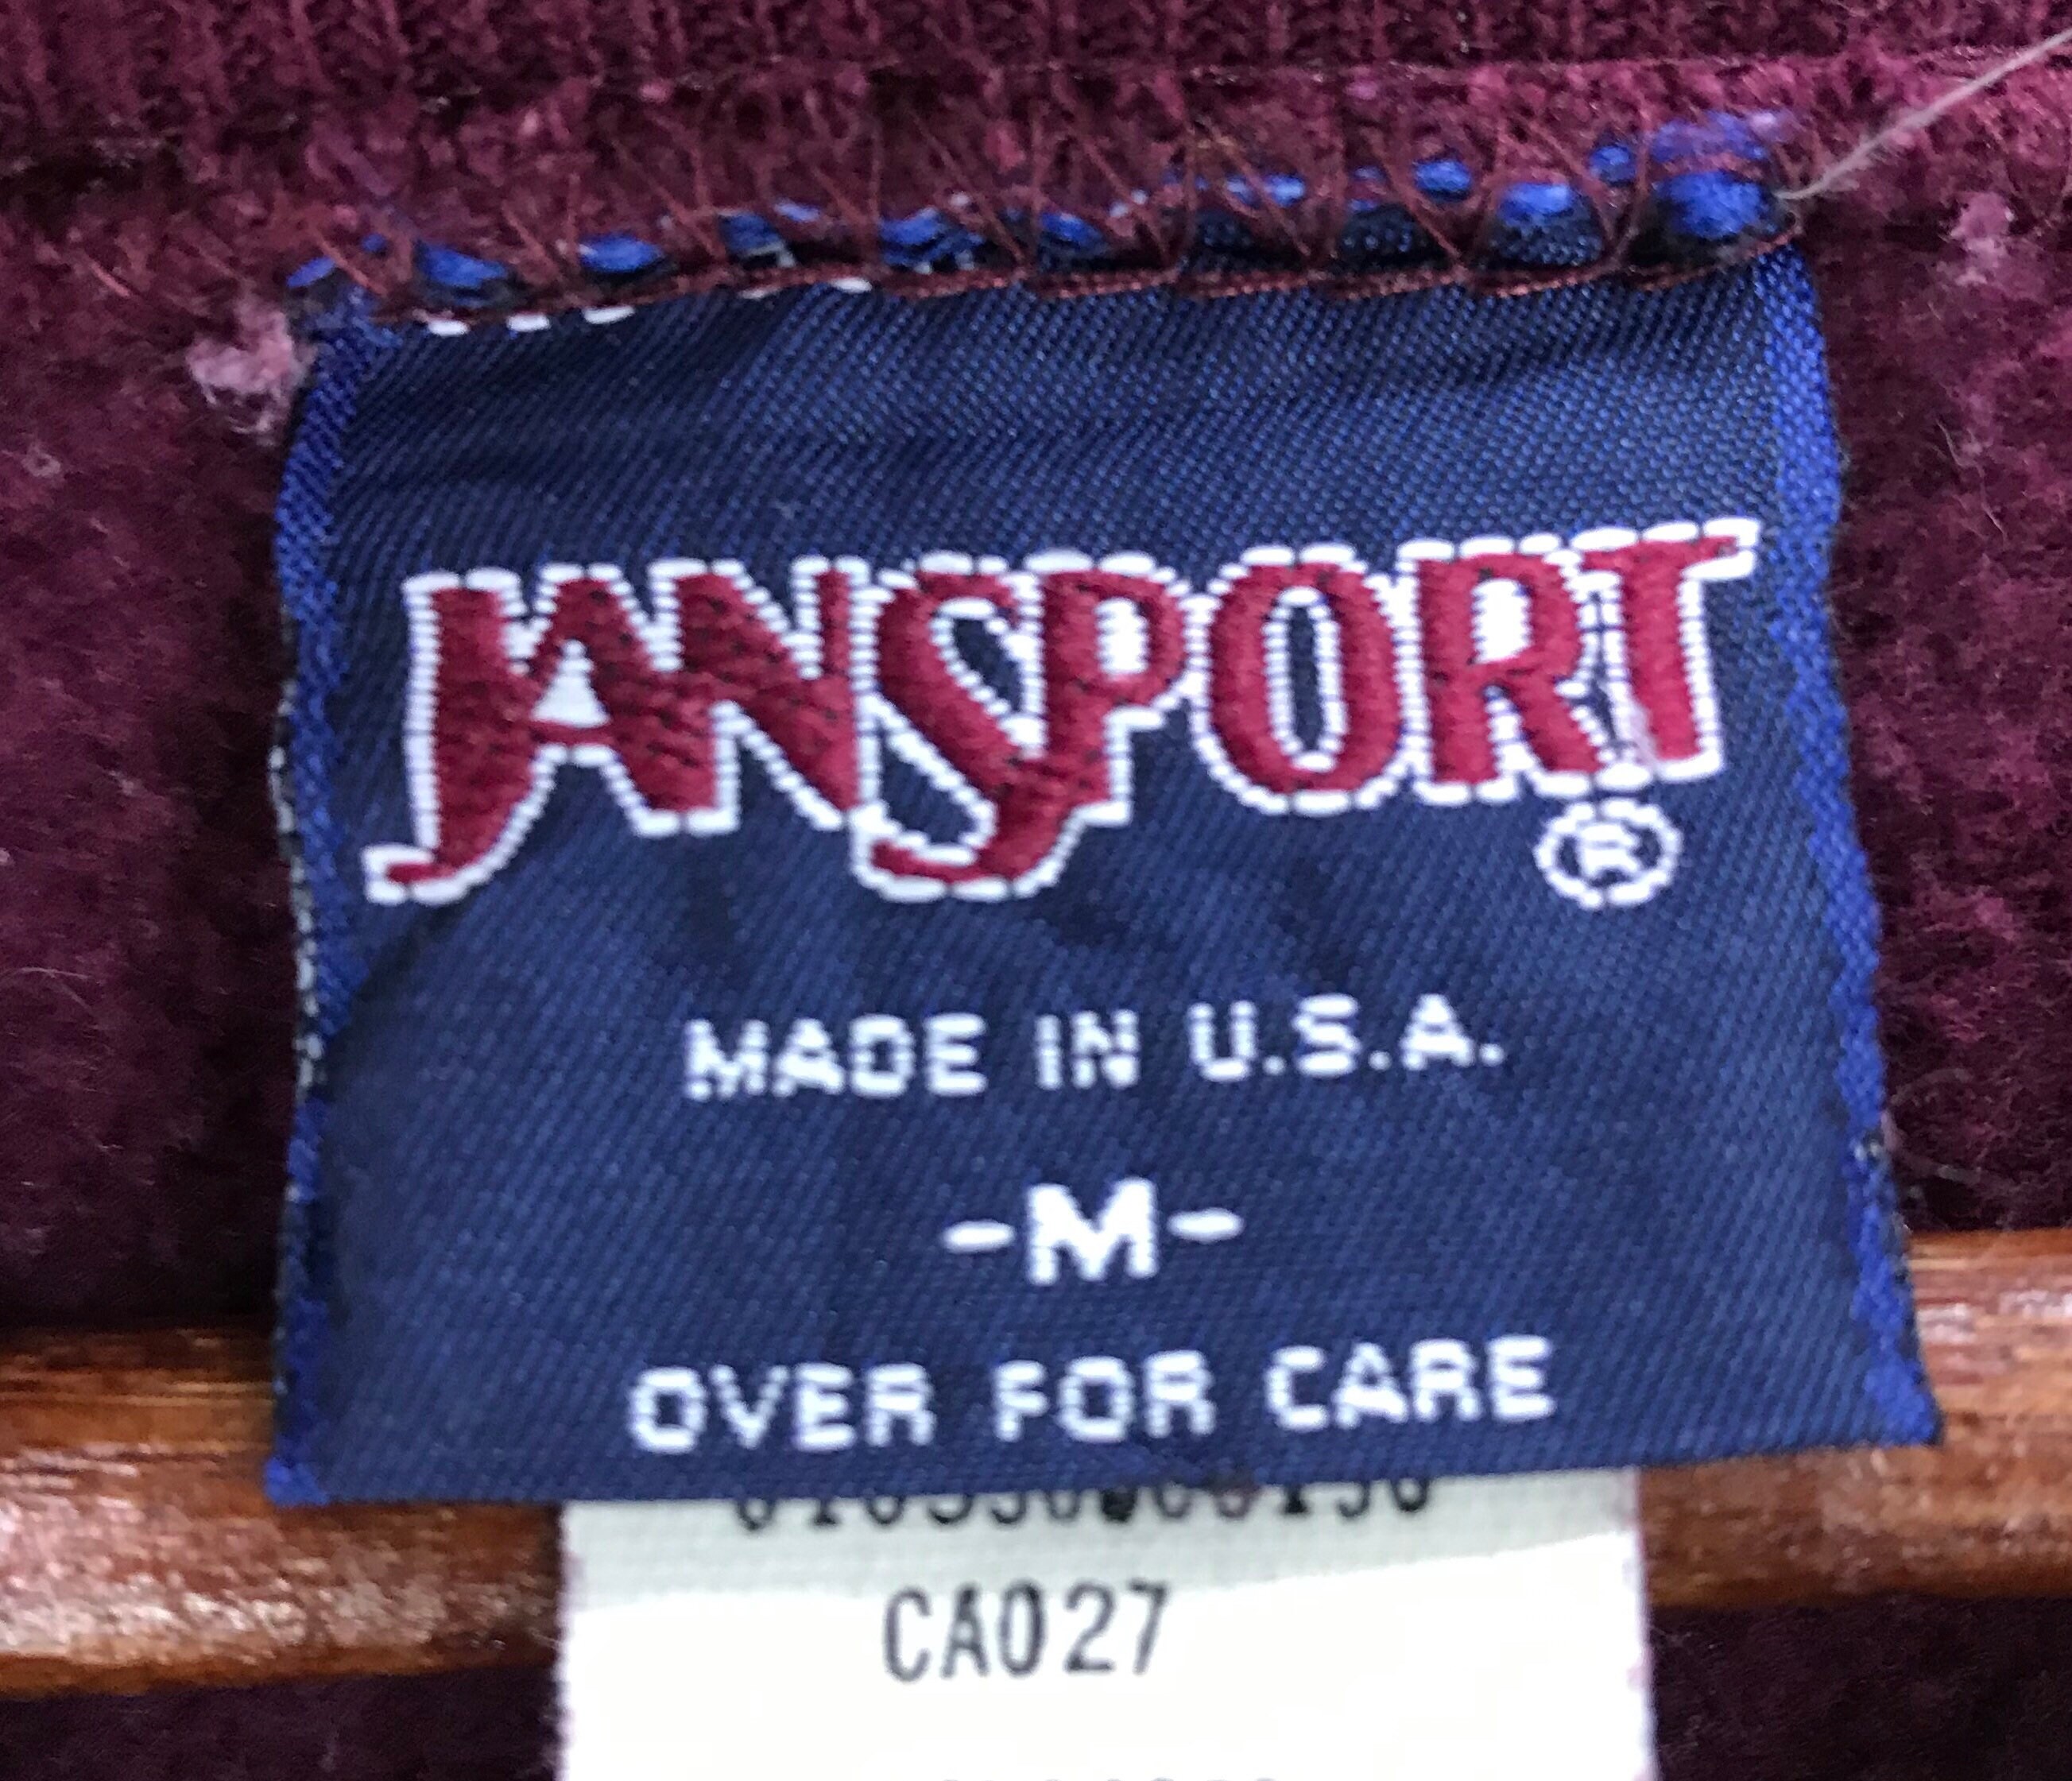 JANSPORT
®
MADE IN U.S.A.
-M-
OVER FOR CARE
CA027